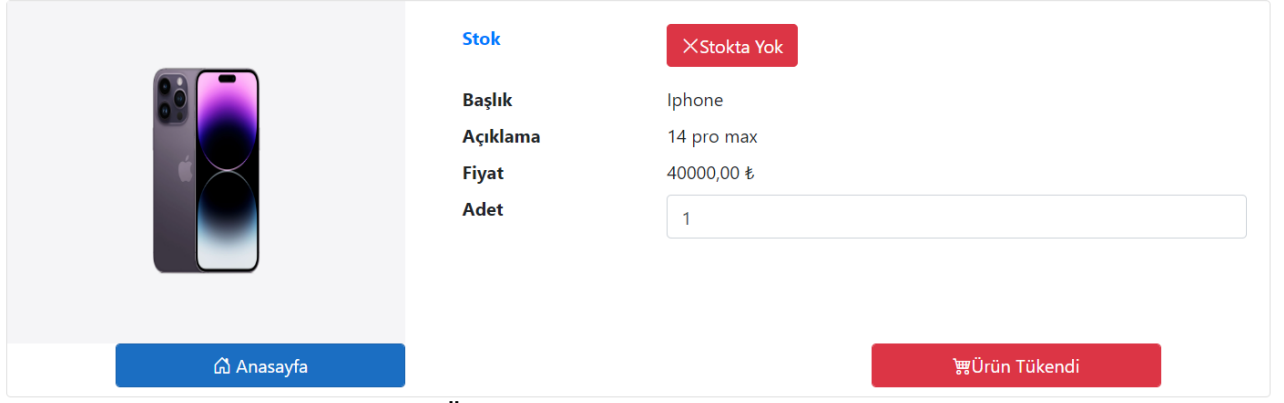 Stok
Stokta Yok
Başlık Iphone
Açıklama 14 pro max
Fiyat 40000,00 ₺
Adet 1
Anasayfa
Ürün Tükendi